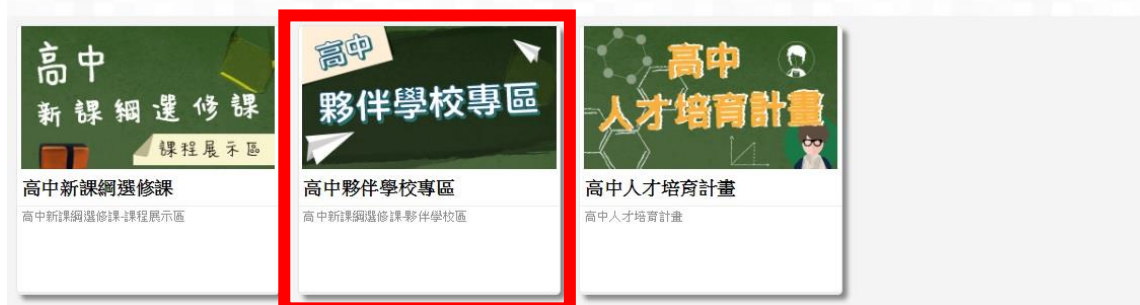 高中
新課綱選修課
課程展示區
高中新課綱選修課
高中新課綱選修課-課程展示區
高中
夥伴學校專區
高中夥伴學校專區
高中新課綱選修課-夥伴學校區
高中
人才培育計畫
高中人才培育計畫
高中人才培育計畫